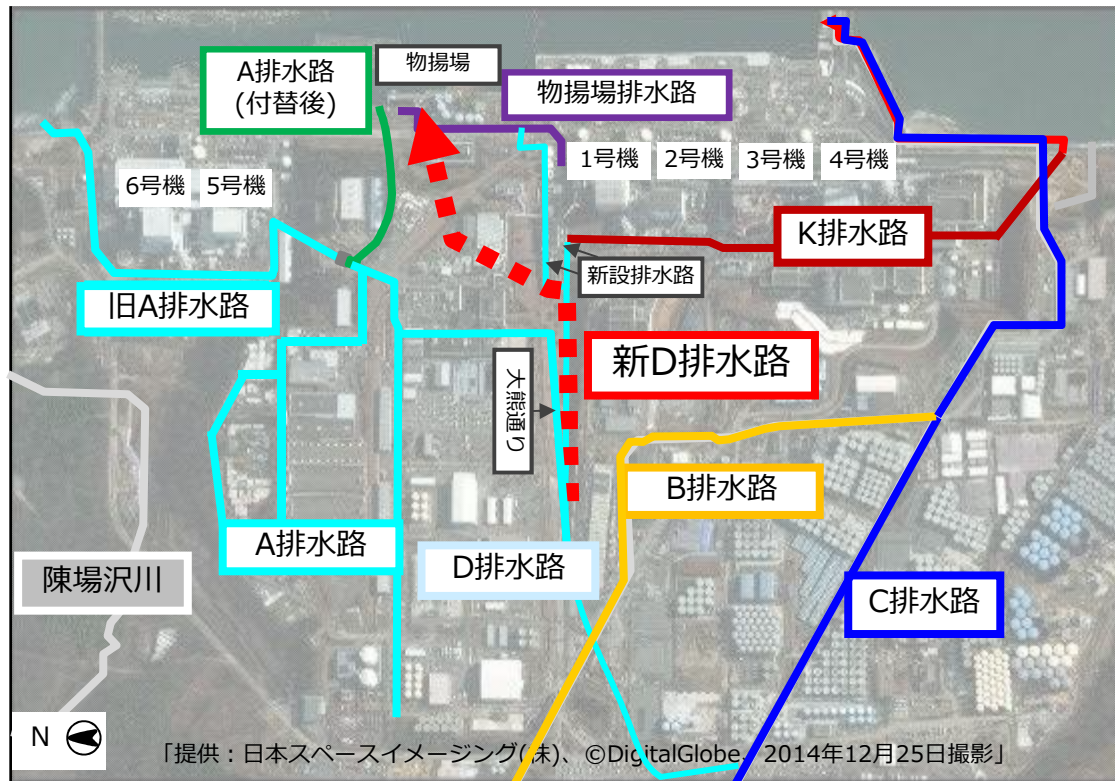 A排水路
(付替後)
物揚場
物揚場排水路
1号機
2号機
3号機
4号機
6号機
5号機
K排水路
新設排水路
旧A排水路
新D排水路
大熊通り
B排水路
A排水路
D排水路
C排水路
陳場沢川
N
「提供：日本スペースイメージング(株)、©DigitalGlobe、2014年12月25日撮影」